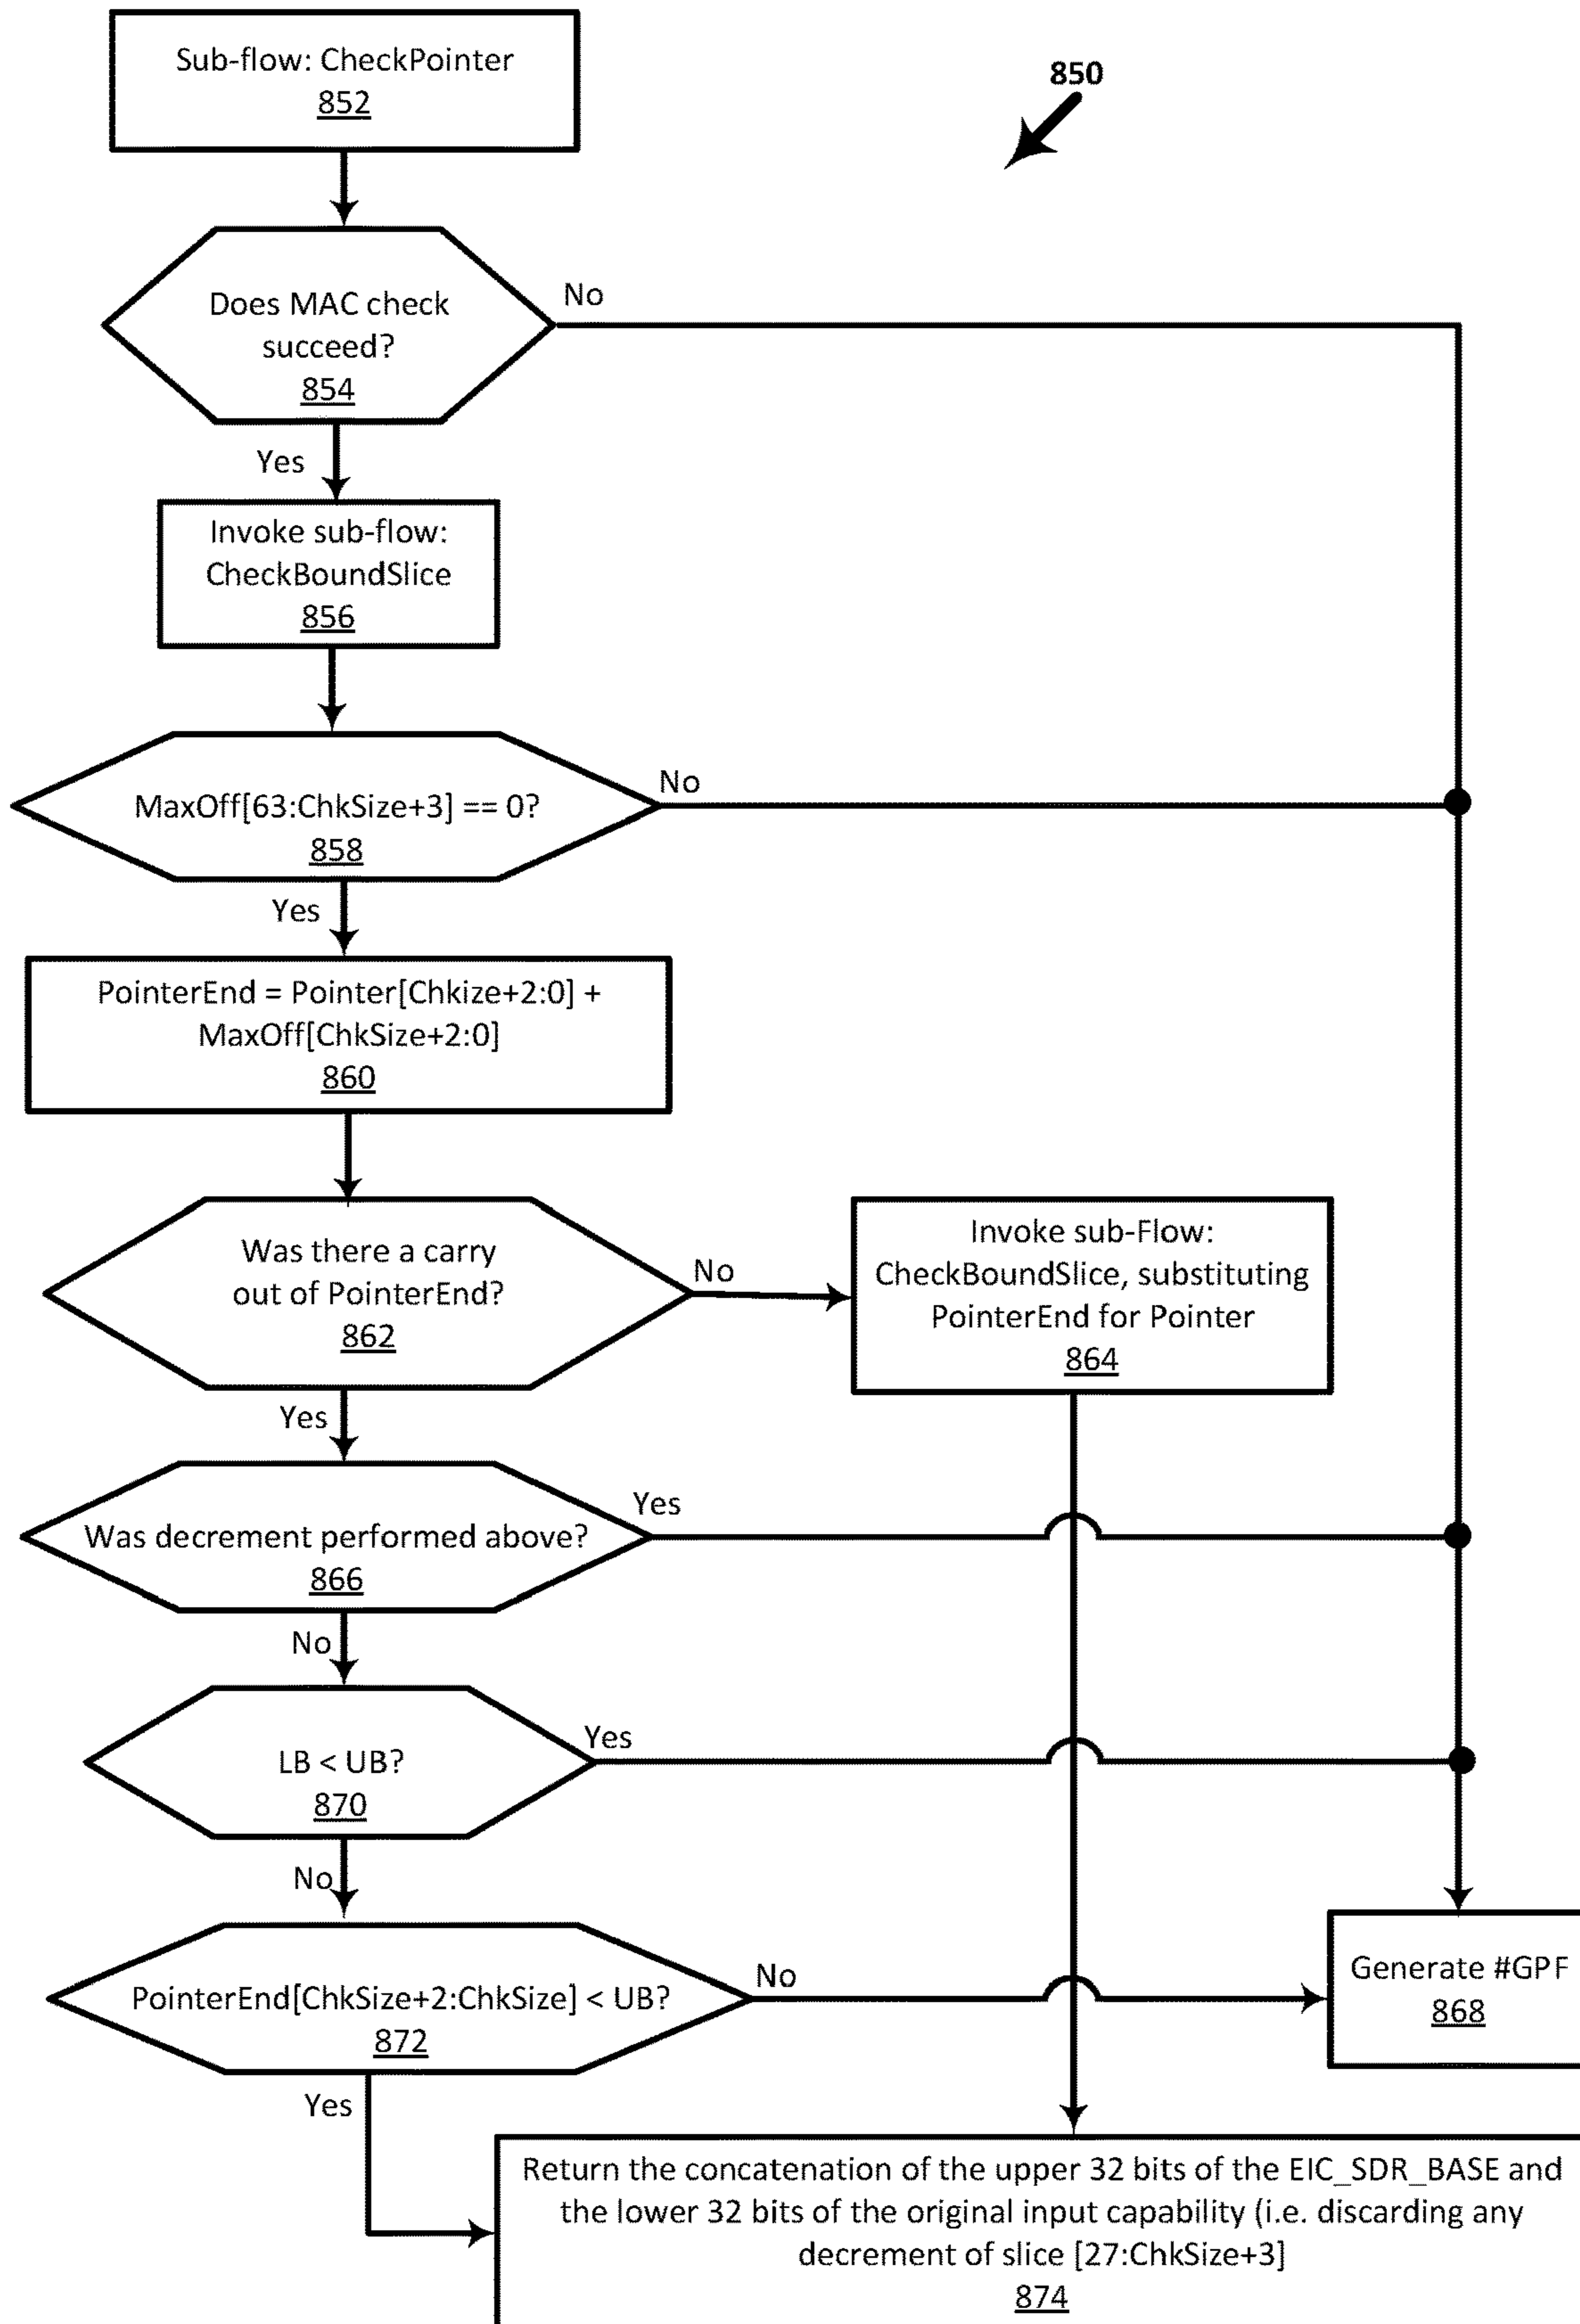 Sub-flow: CheckPointer
852
850
Does MAC check
succeed?
854
No
Yes
Invoke sub-flow:
CheckBoundSlice
856
MaxOff[63:ChkSize+3] == 0?
858
No
Yes
PointerEnd = Pointer[Chkize+2:0] +
MaxOff[ChkSize+2:0]
860
Was there a carry
out of PointerEnd?
862
No
Invoke sub-Flow:
CheckBoundSlice, substituting
PointerEnd for Pointer
864
Yes
Was decrement performed above?
866
Yes
No
LB < UB?
870
Yes
No
PointerEnd[ChkSize+2:ChkSize] < UB?
872
No
Generate #GPF
868
Yes
Return the concatenation of the upper 32 bits of the EIC_SDR_BASE and
the lower 32 bits of the original input capability (i.e. discarding any
decrement of slice [27:ChkSize+3]
874